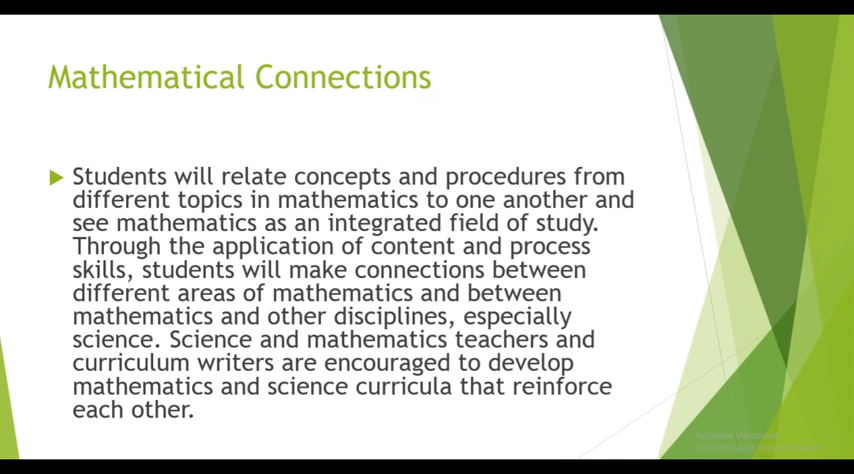 Mathematical Connections
Students will relate concepts and procedures from
different topics in mathematics to one another and
see mathematics as an integrated field of study.
Through the application of content and process
skills, students will make connections between
different areas of mathematics and between
mathematics and other disciplines, especially
science. Science and mathematics teachers and
curriculum writers are encouraged to develop
mathematics and science curricula that reinforce
each other.
Activate Windows